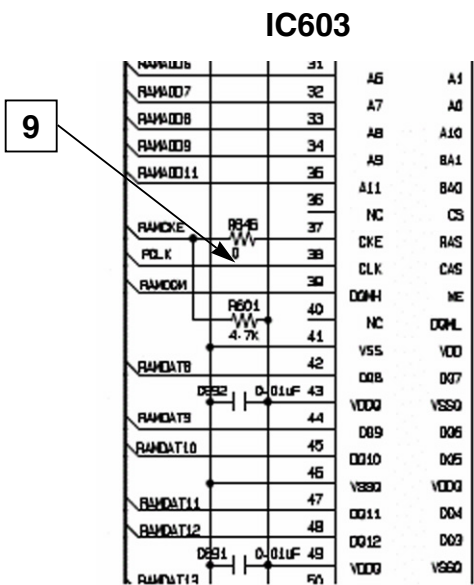 IC603
9
RAMADD6 31 A6 A1
RAMADD7 32 A7 A0
RAMADD8 33 A8 A10
RAMADD9 34 A9 BA1
RAMADD11 35 A11 BA0
36 NC CS
RAMCKE R645 37 CKE RAS
PCLK 0 38 CLK CAS
39 DQMH WE
R601 40 NC DQML
4.7K 41 VSS VDD
RAMDAT8 42 DQ8 DQ7
0.01uF 43 VDDQ VSSQ
RAMDAT9 44 DQ9 DQ6
RAMDAT10 45 DQ10 DQ5
46 VSSQ VDDQ
RAMDAT11 47 DQ11 DQ4
RAMDAT12 48 DQ12 DQ3
0.01uF 49 VDDQ VSSQ
RAMDAT13 50